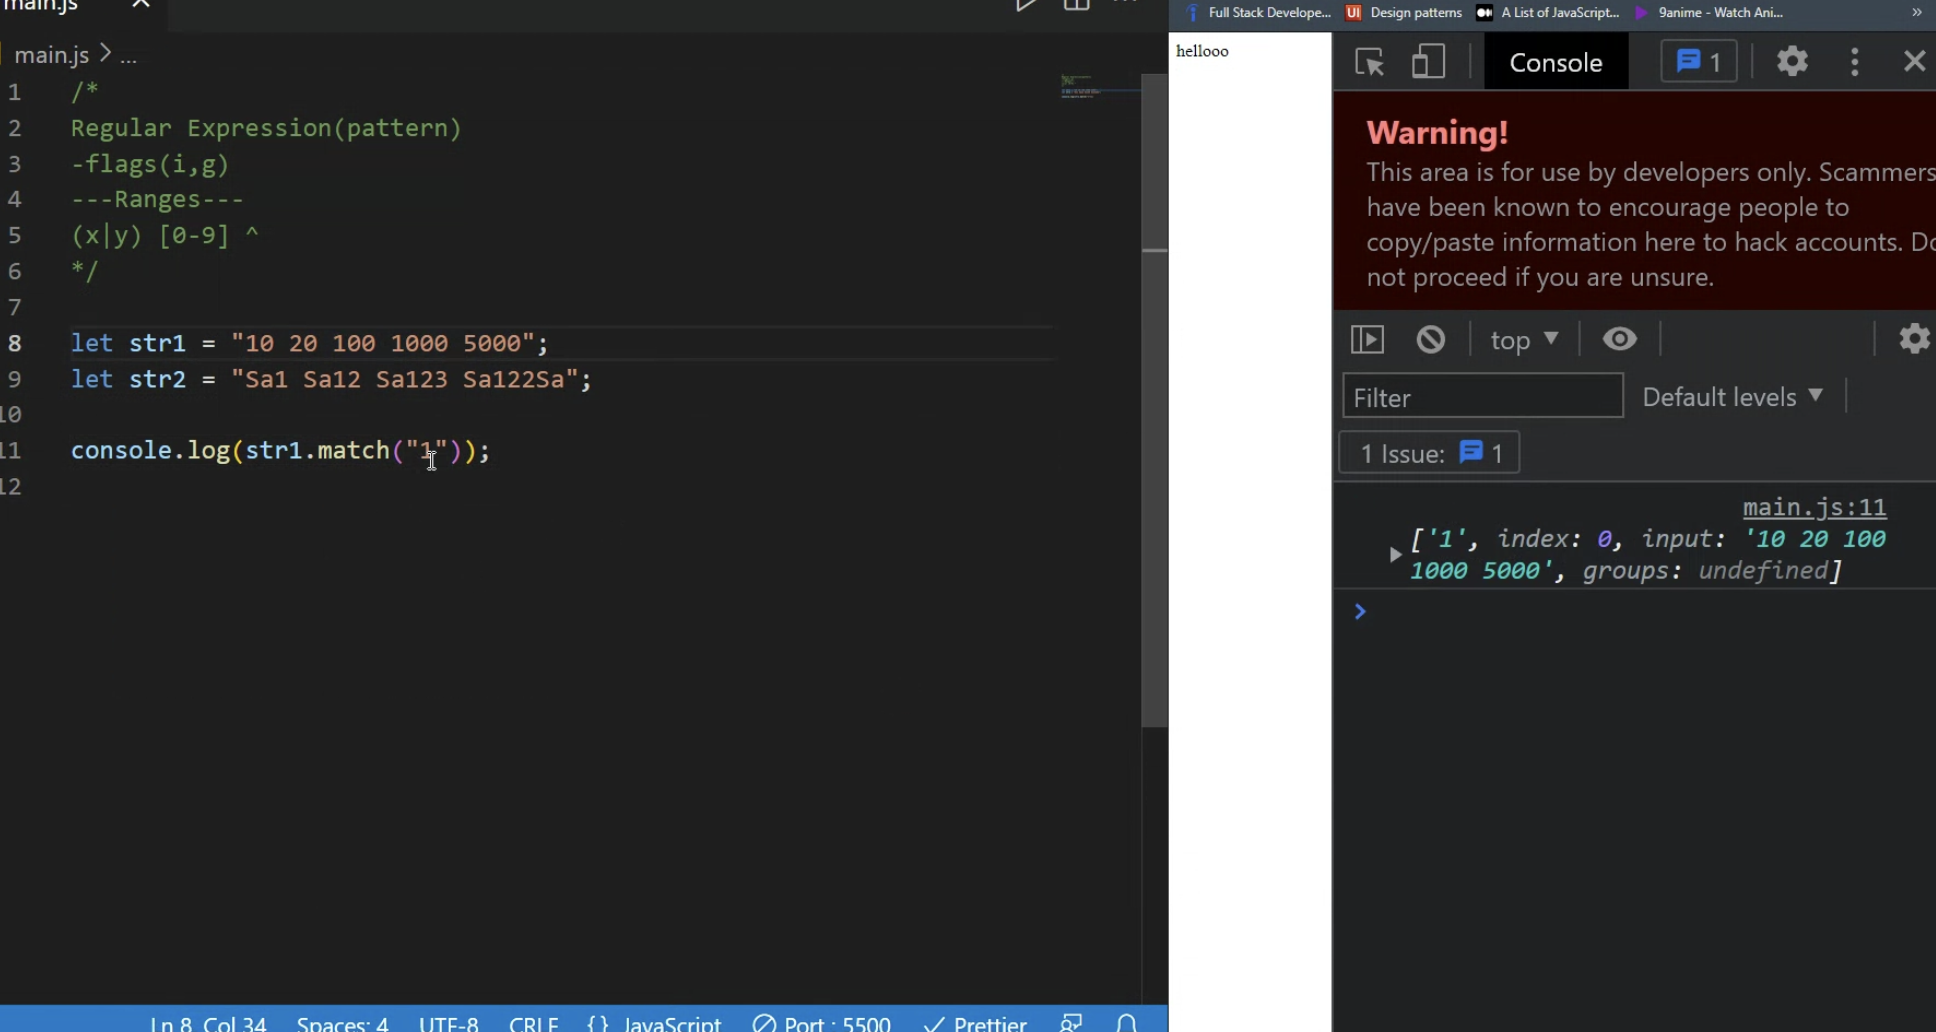 main.js
main.js > ...
1 /*
2 Regular Expression(pattern)
3 -flags(i,g)
4 ---Ranges---
5 (x|y) [0-9] ^
6 */
7
8 let str1 = "10 20 100 1000 5000";
9 let str2 = "Sa1 Sa12 Sa123 Sa122Sa";
10
11 console.log(str1.match("1"));
12
Ln 8, Col 34 Spaces: 4 UTF-8 CRLF {} JavaScript Port : 5500 Prettier
Full Stack Develope... UI Design patterns A List of JavaScript... 9anime - Watch Ani... »
hellooo
Console 1
Warning!
This area is for use by developers only. Scammers
have been known to encourage people to
copy/paste information here to hack accounts. Do
not proceed if you are unsure.
top
Filter Default levels
1 Issue: 1
main.js:11
['1', index: 0, input: '10 20 100
1000 5000', groups: undefined]